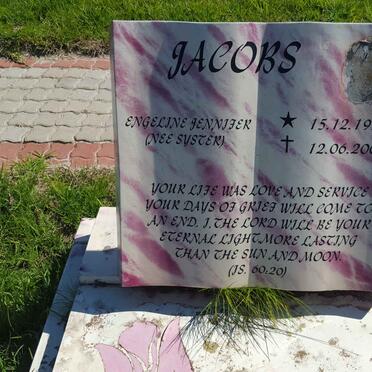 JACOBS
ENGELINE JENNIFER
(NEE SYSTER)
★ 15.12.19
✝ 12.06.20
YOUR LIFE WAS LOVE AND SERVICE
YOUR DAYS OF GRIEF WILL COME TO
AN END. I, THE LORD WILL BE YOUR
ETERNAL LIGHT MORE LASTING
THAN THE SUN AND MOON.
(IS. 60:20)